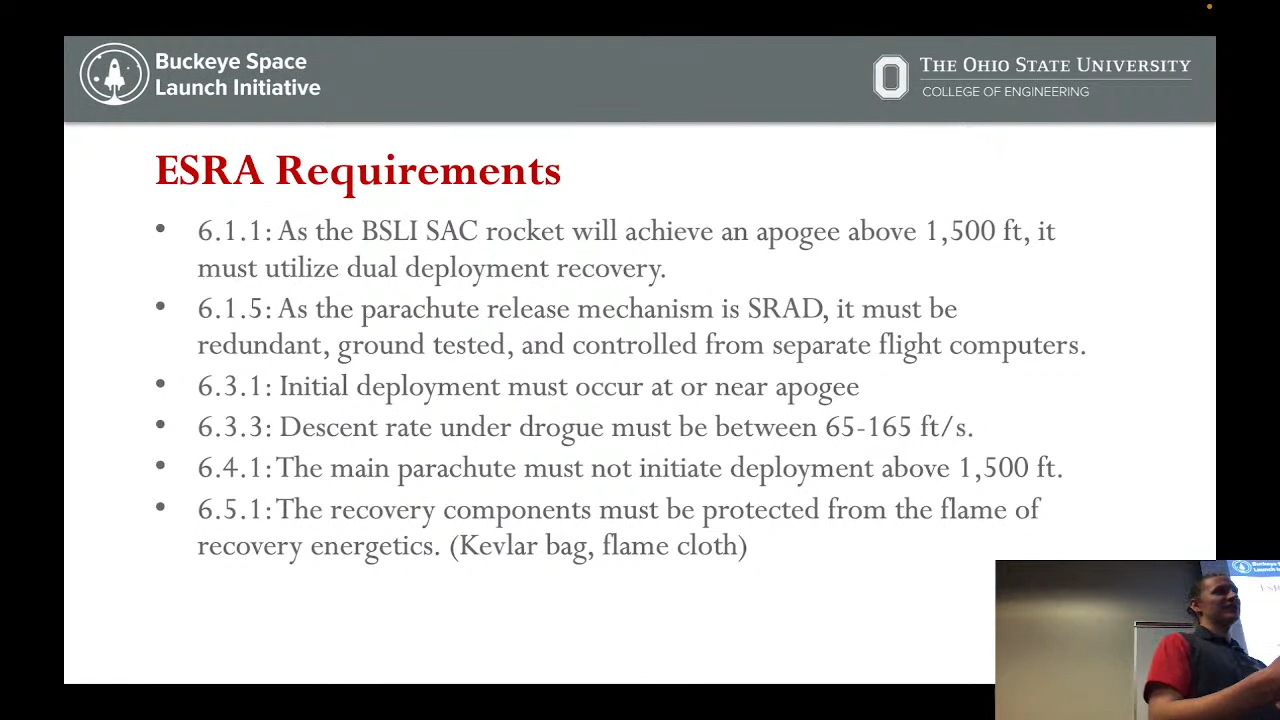 Buckeye Space
Launch Initiative
THE OHIO STATE UNIVERSITY
COLLEGE OF ENGINEERING
ESRA Requirements
• 6.1.1: As the BSLI SAC rocket will achieve an apogee above 1,500 ft, it
must utilize dual deployment recovery.
• 6.1.5: As the parachute release mechanism is SRAD, it must be
redundant, ground tested, and controlled from separate flight computers.
• 6.3.1: Initial deployment must occur at or near apogee
• 6.3.3: Descent rate under drogue must be between 65-165 ft/s.
• 6.4.1: The main parachute must not initiate deployment above 1,500 ft.
• 6.5.1: The recovery components must be protected from the flame of
recovery energetics. (Kevlar bag, flame cloth)